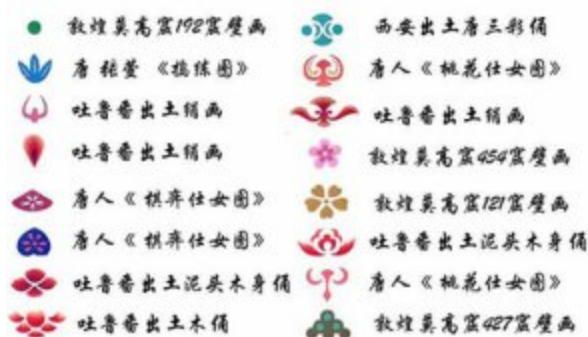 敦煌莫高窟192窟壁画
唐 张萱 《捣练图》
吐鲁番出土绢画
吐鲁番出土绢画
唐人《棋弈仕女图》
唐人《棋弈仕女图》
吐鲁番出土泥头木身俑
吐鲁番出土木俑
西安出土唐三彩俑
唐人《桃花仕女图》
吐鲁番出土绢画
敦煌莫高窟454窟壁画
敦煌莫高窟121窟壁画
吐鲁番出土泥头木身俑
唐人《桃花仕女图》
敦煌莫高窟427窟壁画